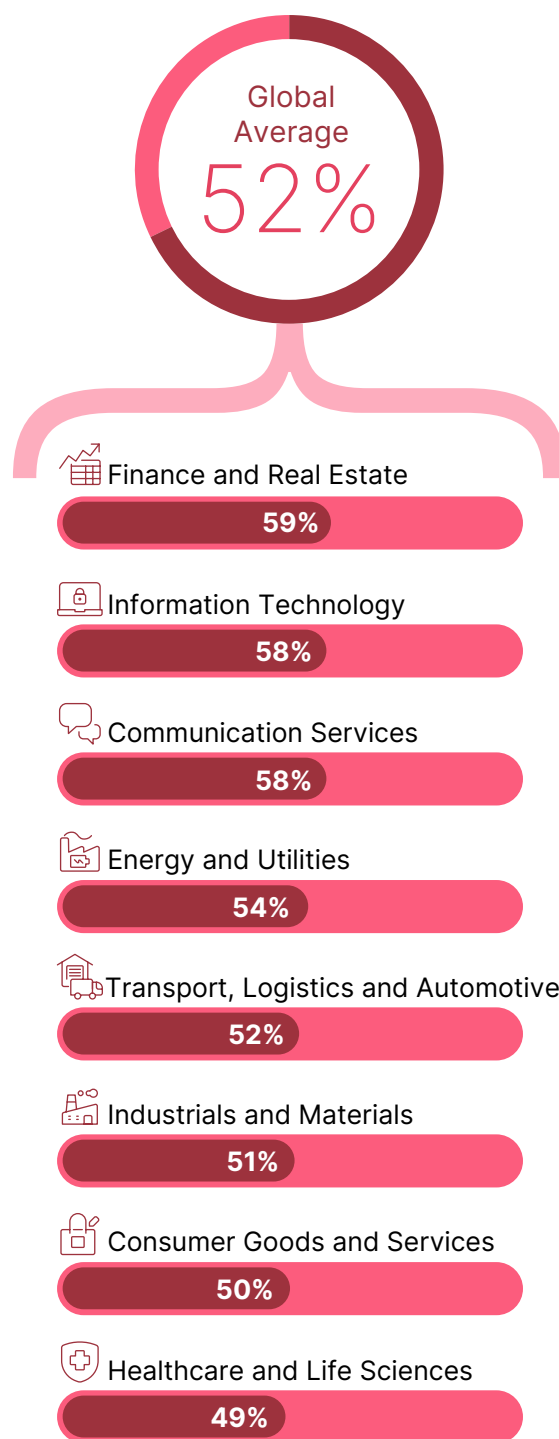 Global
Average
52%
Finance and Real Estate
59%
Information Technology
58%
Communication Services
58%
Energy and Utilities
54%
Transport, Logistics and Automotive
52%
Industrials and Materials
51%
Consumer Goods and Services
50%
Healthcare and Life Sciences
49%